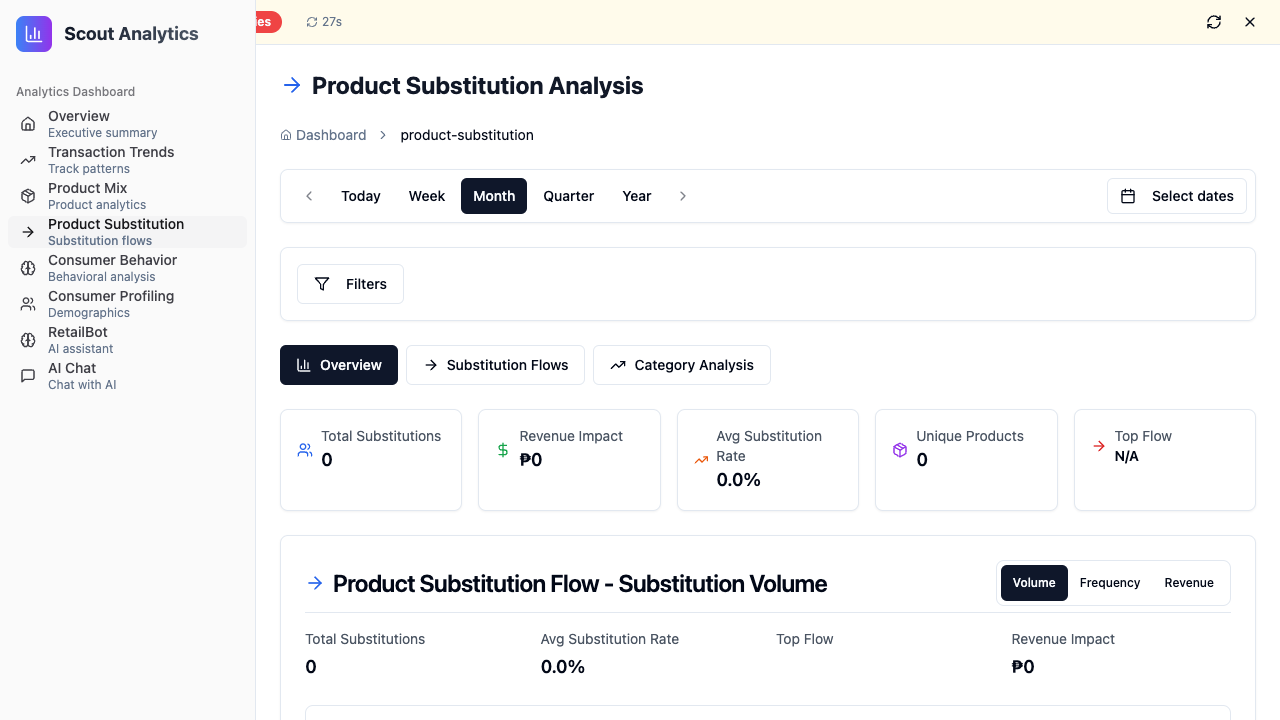 Scout Analytics
27s
Analytics Dashboard
Overview
Executive summary
Transaction Trends
Track patterns
Product Mix
Product analytics
Product Substitution
Substitution flows
Consumer Behavior
Behavioral analysis
Consumer Profiling
Demographics
RetailBot
AI assistant
AI Chat
Chat with AI
Product Substitution Analysis
Dashboard > product-substitution
Today Week Month Quarter Year
Select dates
Filters
Overview
Substitution Flows
Category Analysis
Total Substitutions
0
Revenue Impact
₱0
Avg Substitution
Rate
0.0%
Unique Products
0
Top Flow
N/A
Product Substitution Flow - Substitution Volume
Volume Frequency Revenue
Total Substitutions
0
Avg Substitution Rate
0.0%
Top Flow
Revenue Impact
₱0